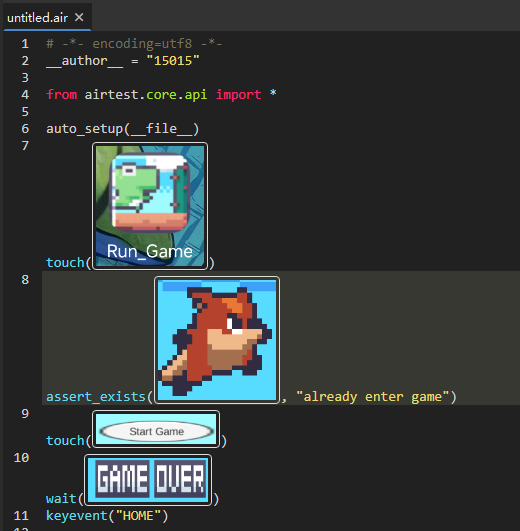 untitled.air ×
1 # -*- encoding=utf8 -*-
2 __author__ = "15015"
3
4 from airtest.core.api import *
5
6 auto_setup(__file__)
7
Run_Game
touch( )
8
assert_exists( , "already enter game")
9
touch( Start Game )
10
GAME OVER
wait( )
11 keyevent("HOME")